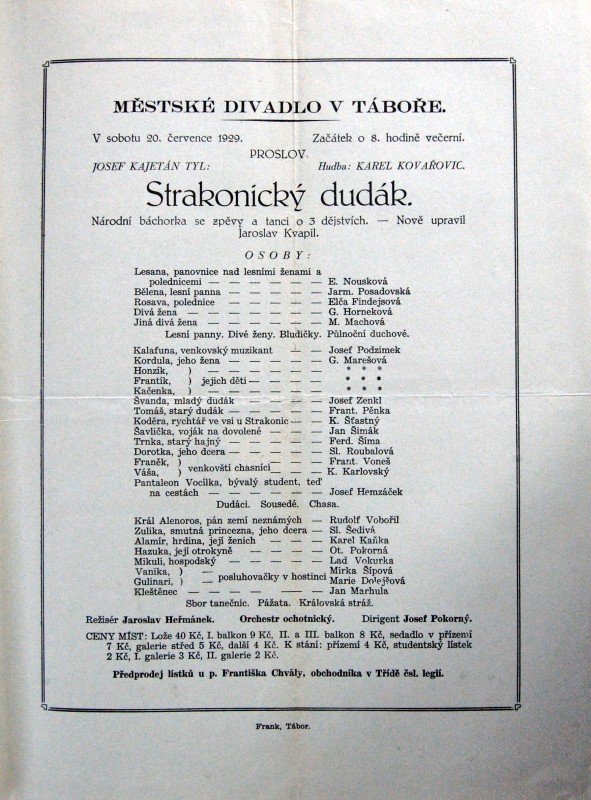 MĚSTSKÉ DIVADLO V TÁBOŘE.
V sobotu 20. července 1929. Začátek o 8. hodině večerní.
PROSLOV.
JOSEF KAJETÁN TYL: Hudba: KAREL KOVAŘOVIC.
Strakonický dudák.
Národní báchorka se zpěvy a tanci o 3 dějstvích. — Nově upravil
Jaroslav Kvapil.
OSOBY:
Lesana, panovnice nad lesními ženami a
polednicemi — — — — — — E. Nousková
Bělena, lesní panna — — — — — Jarm. Posadovská
Rosava, polednice — — — — — Elča Findejsová
Divá žena — — — — — — — G. Horneková
Jiná divá žena — — — — — — M. Machová
Lesní panny. Divé ženy. Bludičky. Půlnoční duchové.
Kalafuna, venkovský muzikant — — Josef Podzimek
Kordula, jeho žena — — — — — G. Marešová
Honzík, ) — — — — — — * * *
Frantík, ) jejich děti — — — — * * *
Kačenka, ) — — — — — — * * *
Švanda, mladý dudák — — — — Josef Zenkl
Tomáš, starý dudák — — — — — Frant. Pěnka
Koděra, rychtář ve vsi u Strakonic — — K. Šťastný
Šavlička, voják na dovolené — — — Jan Šimák
Trnka, starý hajný — — — — — Ferd. Šíma
Dorotka, jeho dcera — — — — — Sl. Roubalová
Franěk, ) Frant. Voneš
venkovští chasníci — — —
Váša, ) K. Karlovský
Pantaleon Vocilka, bývalý student, teď
na cestách — — — — — — Josef Hemzáček
Dudáci. Sousedé. Chasa.
Král Alenoros, pán zemí neznámých — Rudolf Vobořil
Zulika, smutná princezna, jeho dcera — Sl. Šedivá
Alamír, hrdina, její ženich — — — Karel Kaňka
Hazuka, její otrokyně — — — — Ot. Pokorná
Mikuli, hospodský — — — — — Lad Vokurka
Vanika, ) — Mirka Šípová
— posluhovačky v hostinci
Gulinari, ) Marie Dolejšová
Kleštěnec — — — — — — Jan Marhula
Sbor tanečnic. Pážata. Královská stráž.
Režisér Jaroslav Heřmánek. Orchestr ochotnický. Dirigent Josef Pokorný.
CENY MÍST: Lože 40 Kč, I. balkon 9 Kč, II. a III. balkon 8 Kč, sedadlo v přízemí
7 Kč, galerie střed 5 Kč, další 4 Kč. K stání: přízemí 4 Kč, studentský lístek
2 Kč, I. galerie 3 Kč, II. galerie 2 Kč.
Předprodej lístků u p. Františka Chvály, obchodníka v Třídě čsl. legií.
Frank, Tábor.